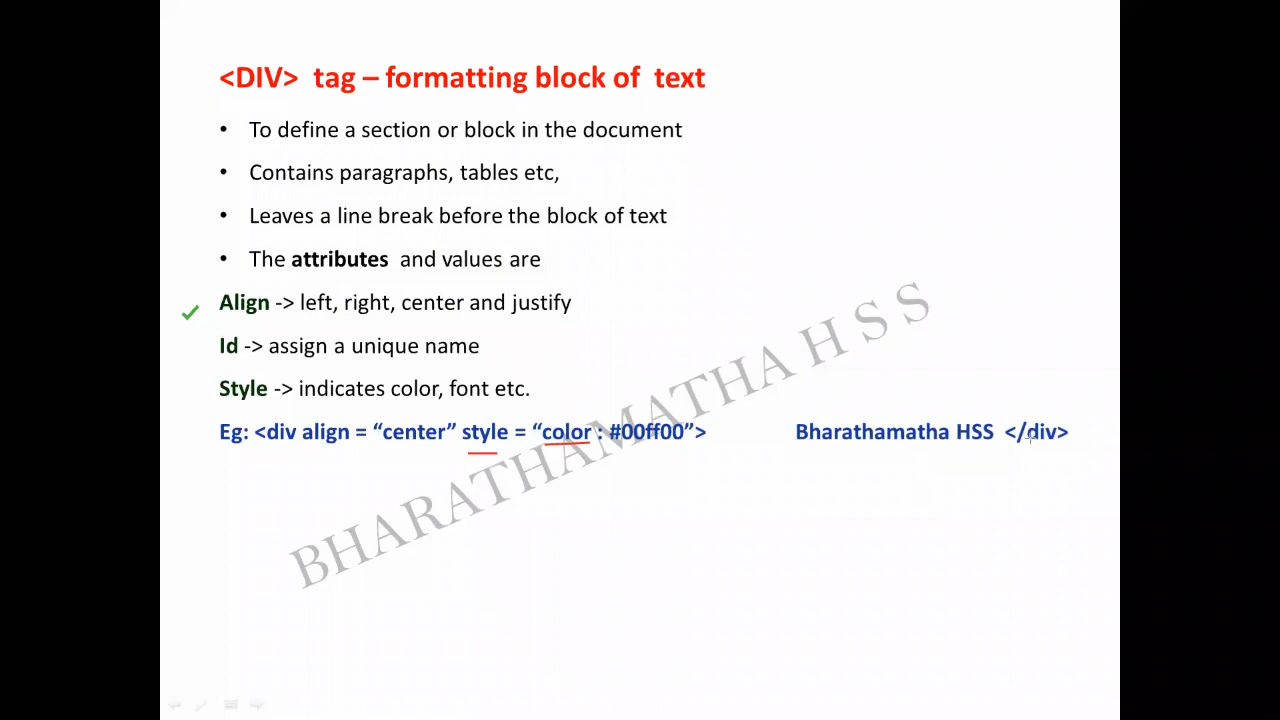 <DIV> tag – formatting block of text
• To define a section or block in the document
• Contains paragraphs, tables etc,
• Leaves a line break before the block of text
• The attributes and values are
Align -> left, right, center and justify
Id -> assign a unique name
Style -> indicates color, font etc.
Eg: <div align = “center” style = “color : #00ff00”> Bharathamatha HSS </div>
BHARATHAMATHA H S S